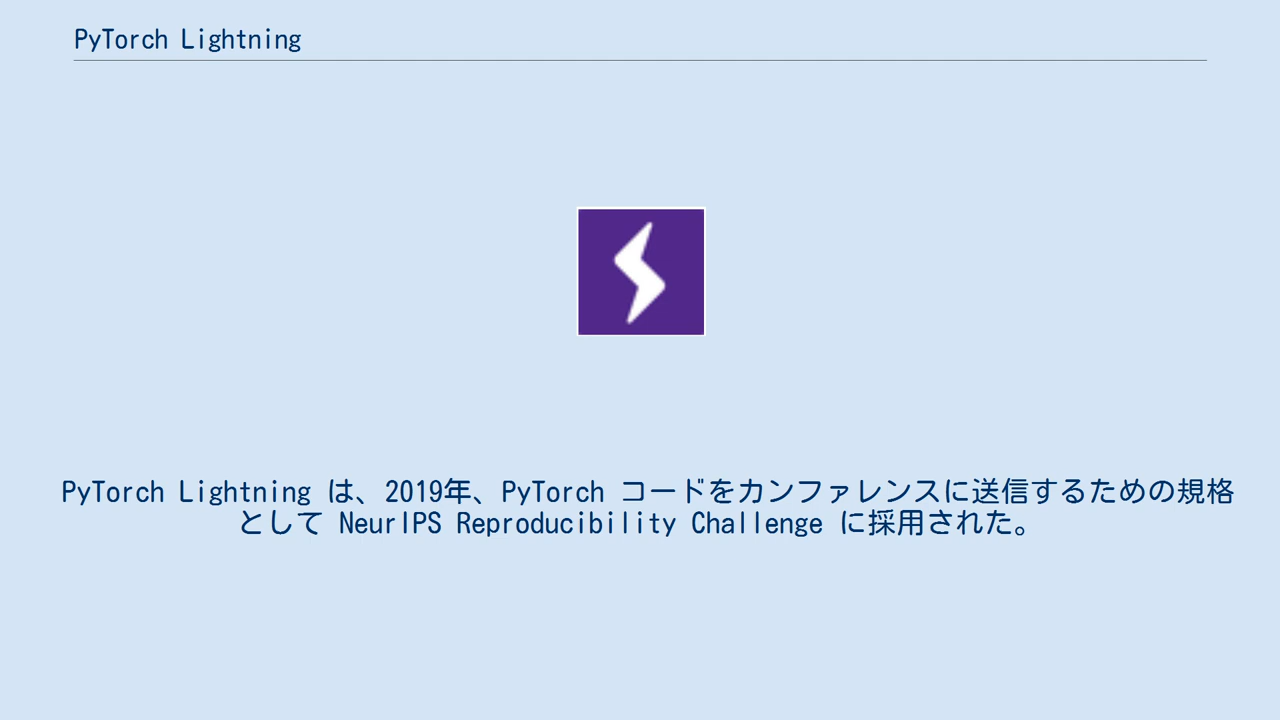 PyTorch Lightning
PyTorch Lightning は、2019年、PyTorch コードをカンファレンスに送信するための規格
として NeurIPS Reproducibility Challenge に採用された。